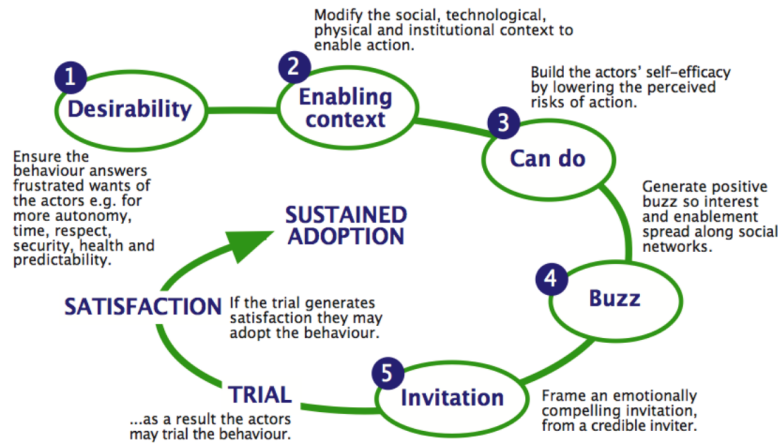 1
Desirability
Ensure the
behaviour answers
frustrated wants of
the actors e.g. for
more autonomy,
time, respect,
security, health and
predictability.
2
Enabling
context
Modify the social, technological,
physical and institutional context to
enable action.
3
Can do
Build the actors' self-efficacy
by lowering the perceived
risks of action.
4
Buzz
Generate positive
buzz so interest
and enablement
spread along social
networks.
5
Invitation
Frame an emotionally
compelling invitation,
from a credible inviter.
TRIAL
...as a result the actors
may trial the behaviour.
SATISFACTION
If the trial generates
satisfaction they may
adopt the behaviour.
SUSTAINED
ADOPTION